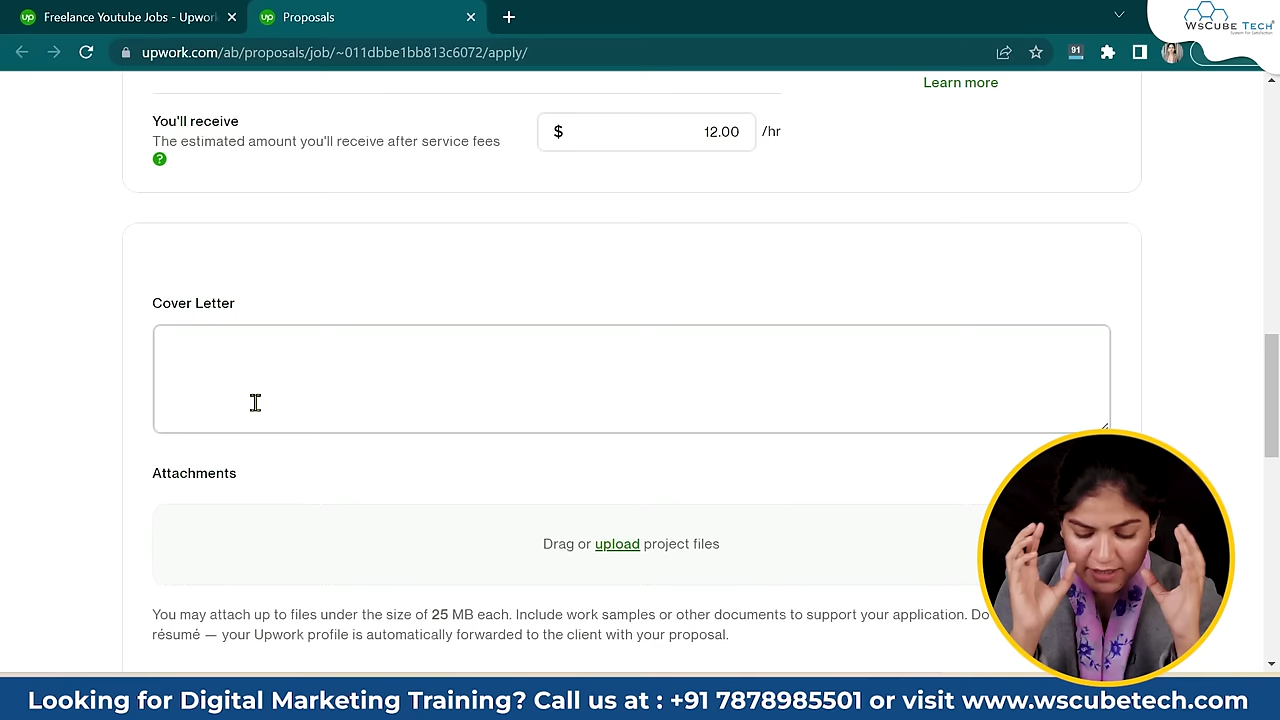 Freelance Youtube Jobs - Upwor
Proposals
WSCUBE TECH
upwork.com/ab/proposals/job/~011dbbe1bb813c6072/apply/
91
Learn more
You'll receive
The estimated amount you'll receive after service fees
?
$ 12.00 /hr
Cover Letter
Attachments
Drag or upload project files
You may attach up to files under the size of 25 MB each. Include work samples or other documents to support your application. Do
résumé — your Upwork profile is automatically forwarded to the client with your proposal.
Looking for Digital Marketing Training? Call us at : +91 7878985501 or visit www.wscubetech.com